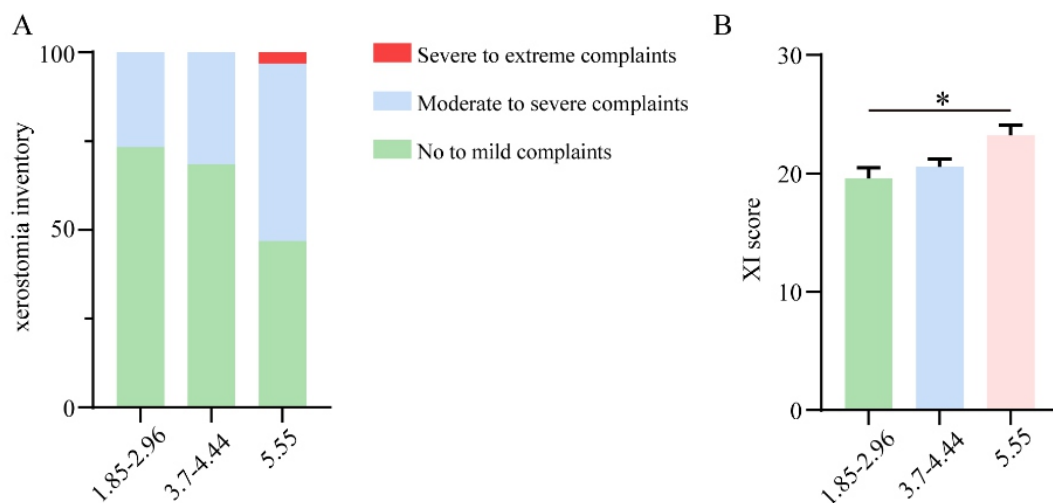 A
xerostomia inventory
100
50
0
1.85-2.96
3.7-4.44
5.55
Severe to extreme complaints
Moderate to severe complaints
No to mild complaints
B
XI score
30
20
10
0
*
1.85-2.96
3.7-4.44
5.55